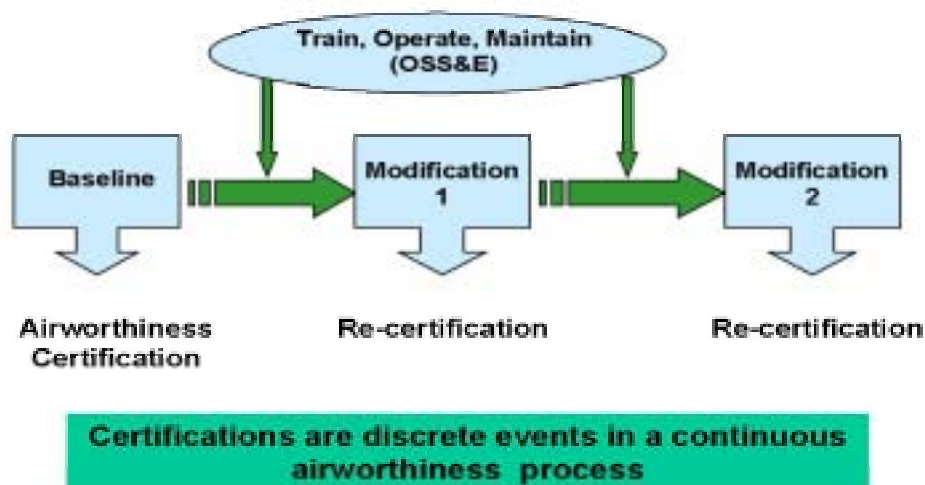 Train, Operate, Maintain
(OSS&E)
Baseline
Modification
1
Modification
2
Airworthiness
Certification
Re-certification
Re-certification
Certifications are discrete events in a continuous
airworthiness process